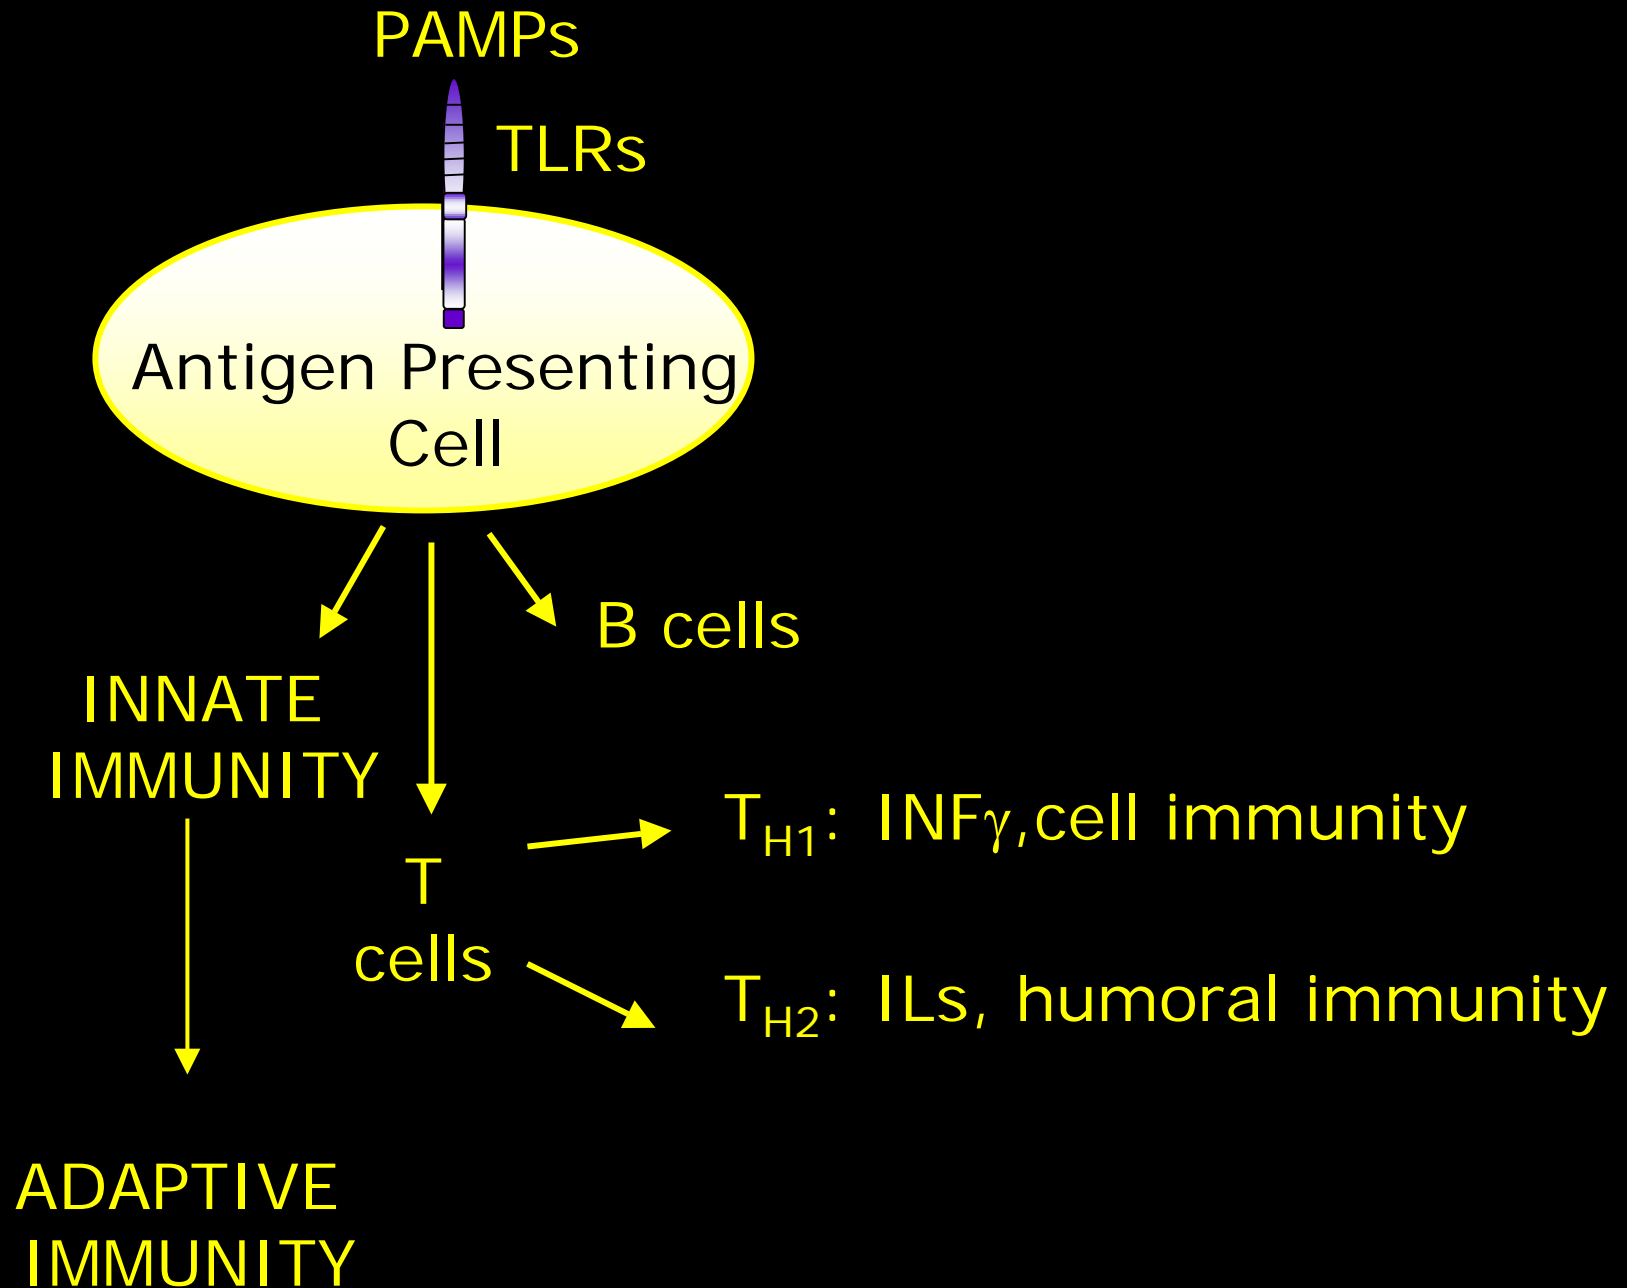 PAMPs
TLRs
Antigen Presenting
Cell
B cells
INNATE
IMMUNITY
T
cells
TH1: INFγ,cell immunity
TH2: ILs, humoral immunity
ADAPTIVE
IMMUNITY